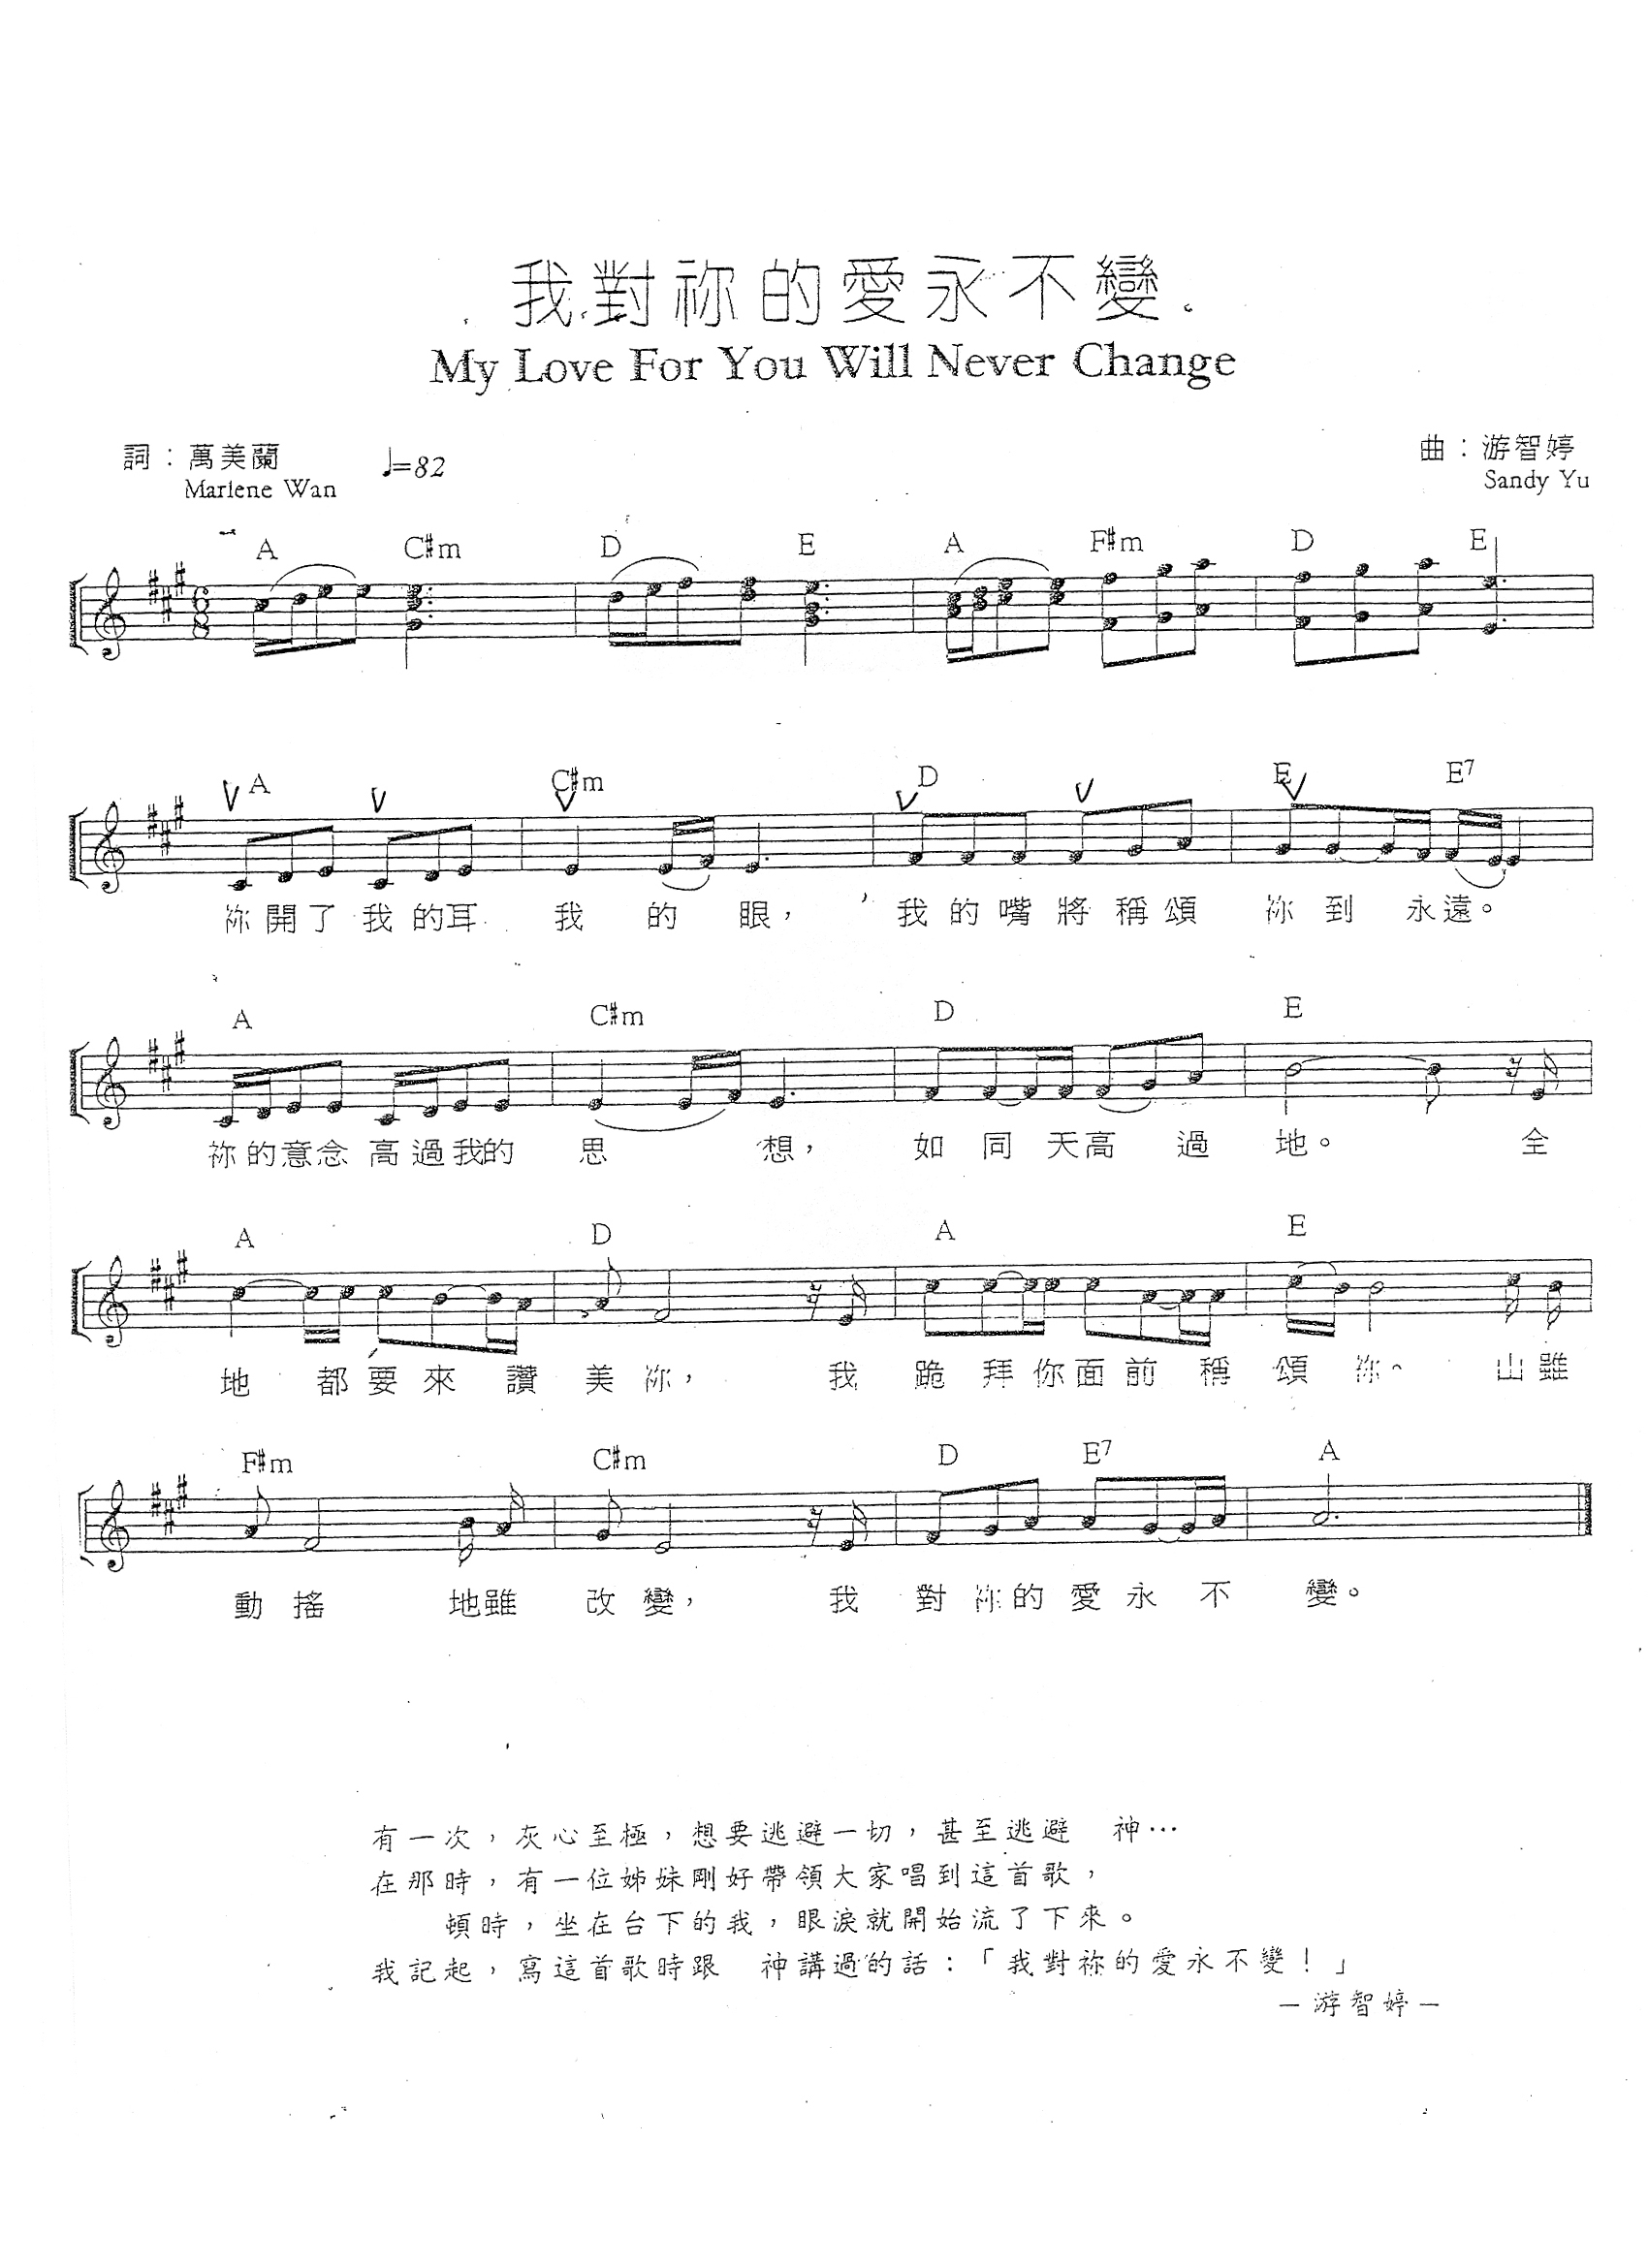 我對祢的愛永不變
My Love For You Will Never Change
詞：萬美蘭 ♩=82 曲：游智婷
Marlene Wan Sandy Yu
A C#m D E A F#m D E
6
8
A C#m D E E7
祢開了我的耳 我的眼， 我的嘴將稱頌 祢到永遠。
A C#m D E
祢的意念高過我的思想， 如同天高過地。 全
A D A E
地都要來讚美祢， 我跪拜你面前稱頌祢。 山雖
F#m C#m D E7 A
動搖 地雖改變， 我對祢的愛永不變。
有一次，灰心至極，想要逃避一切，甚至逃避 神…
在那時，有一位姊妹剛好帶領大家唱到這首歌，
頓時，坐在台下的我，眼淚就開始流了下來。
我記起，寫這首歌時跟 神講過的話：「我對祢的愛永不變！」
—游智婷—